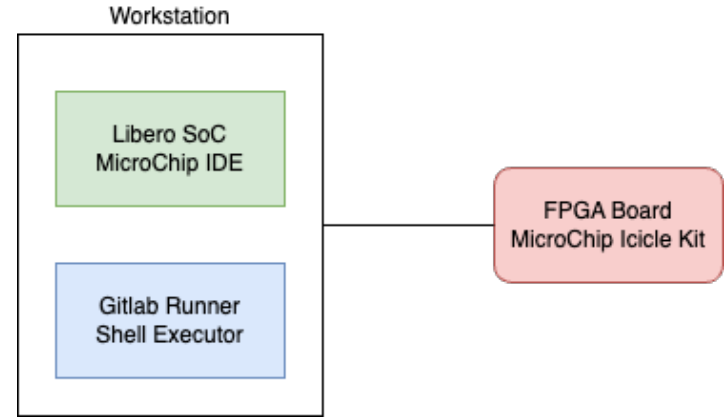 Workstation
Libero SoC
MicroChip IDE
FPGA Board
MicroChip Icicle Kit
Gitlab Runner
Shell Executor